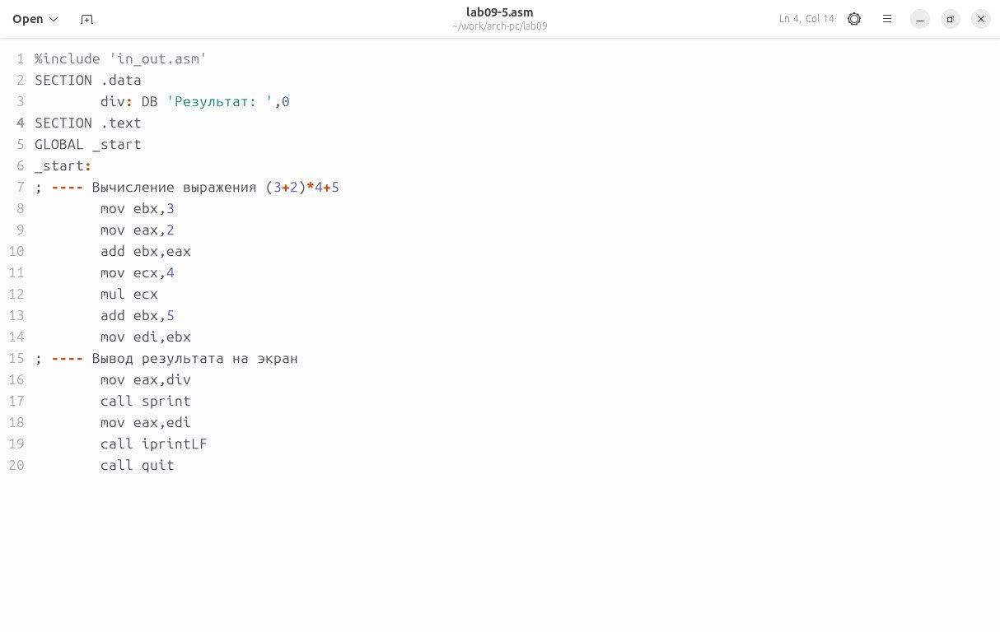 Open
lab09-5.asm
~/work/arch-pc/lab09
Ln 4, Col 14
1 %include 'in_out.asm'
2 SECTION .data
3 div: DB 'Результат: ',0
4 SECTION .text
5 GLOBAL _start
6 _start:
7 ; ---- Вычисление выражения (3+2)*4+5
8 mov ebx,3
9 mov eax,2
10 add ebx,eax
11 mov ecx,4
12 mul ecx
13 add ebx,5
14 mov edi,ebx
15 ; ---- Вывод результата на экран
16 mov eax,div
17 call sprint
18 mov eax,edi
19 call iprintLF
20 call quit